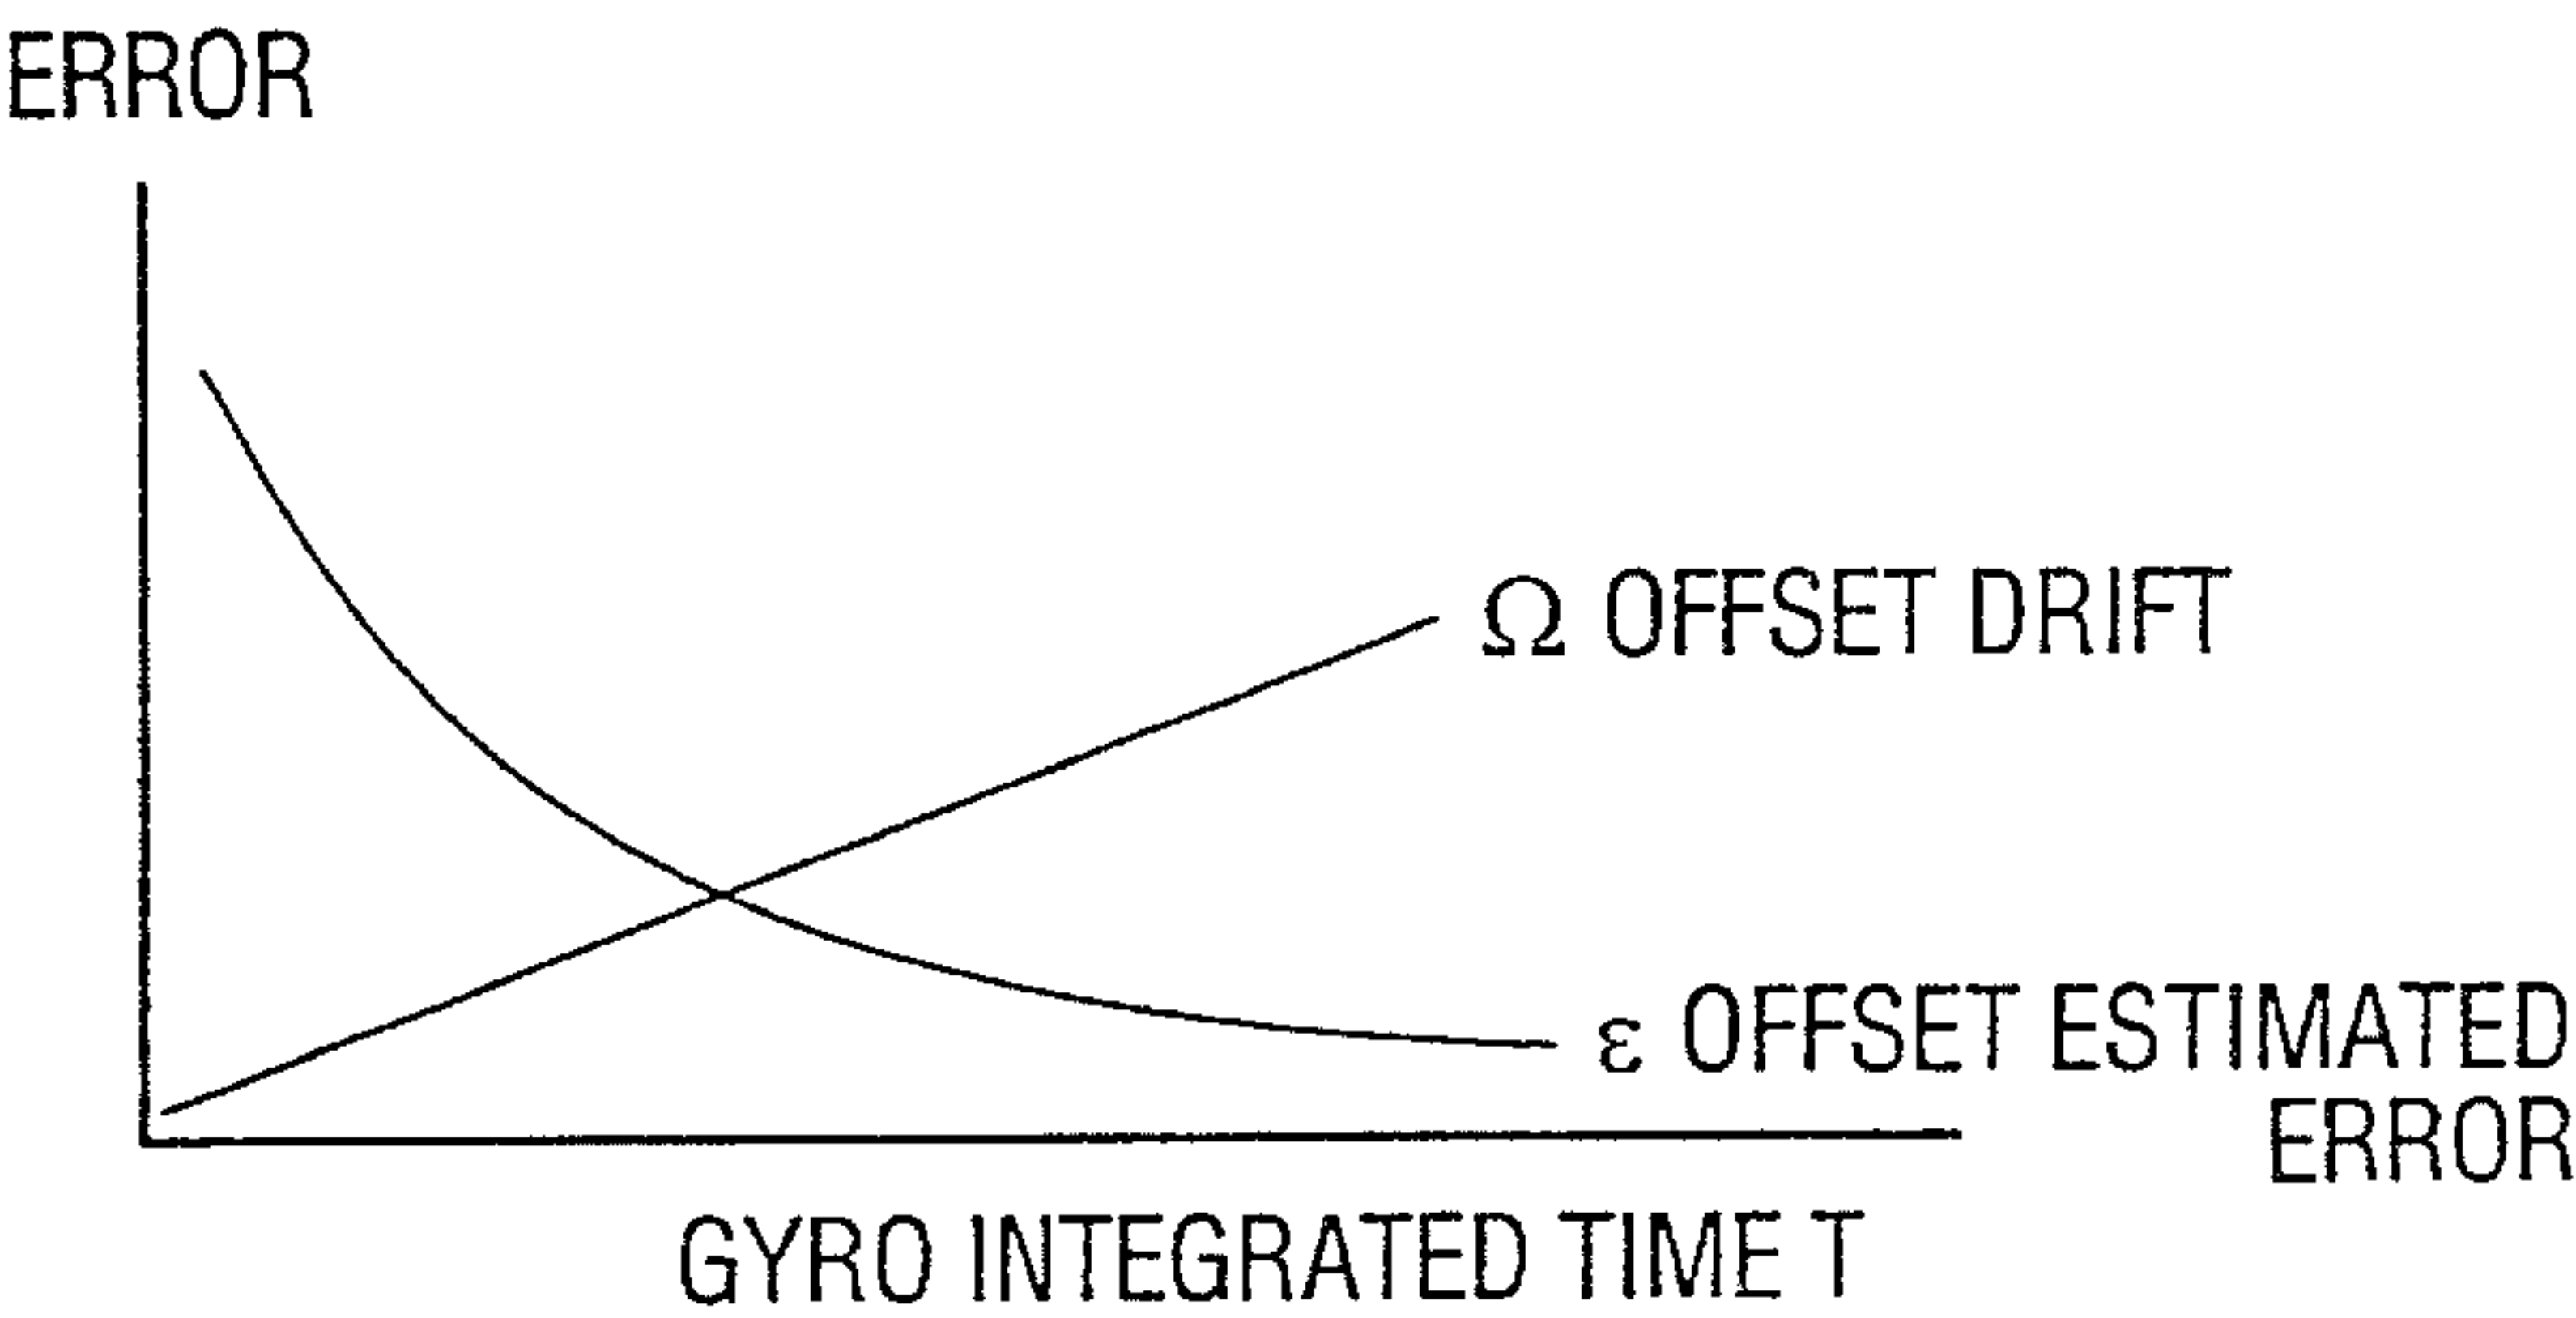 ERROR
Ω OFFSET DRIFT
ε OFFSET ESTIMATED
ERROR
GYRO INTEGRATED TIME T